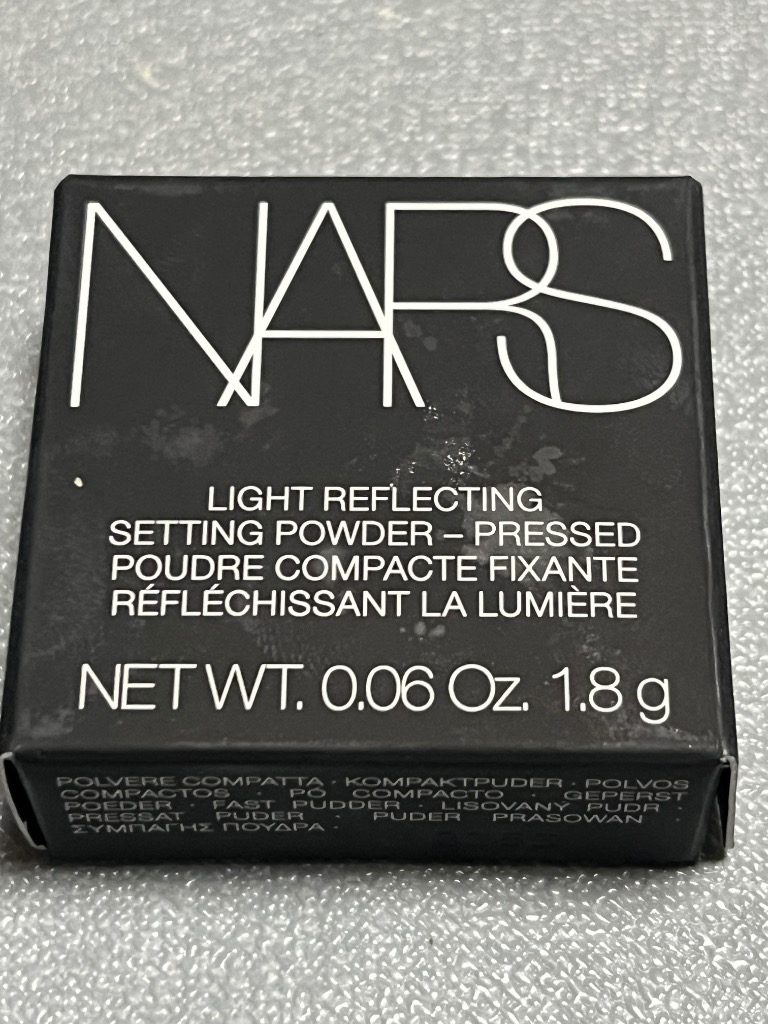 NARS
LIGHT REFLECTING
SETTING POWDER – PRESSED
POUDRE COMPACTE FIXANTE
RÉFLÉCHISSANT LA LUMIÈRE
NET WT. 0.06 Oz. 1.8 g
POLVERE COMPATTA · KOMPAKTPUDER · POLVOS
COMPACTOS · PÓ COMPACTO · GEPERST
POEDER · FAST PUDDER · LISOVANY PUDR
PRESSAT PUDER · PUDER PRASOWAN ·
ΣΥΜΠΑΓΗΣ ΠΟΥΔΡΑ ·